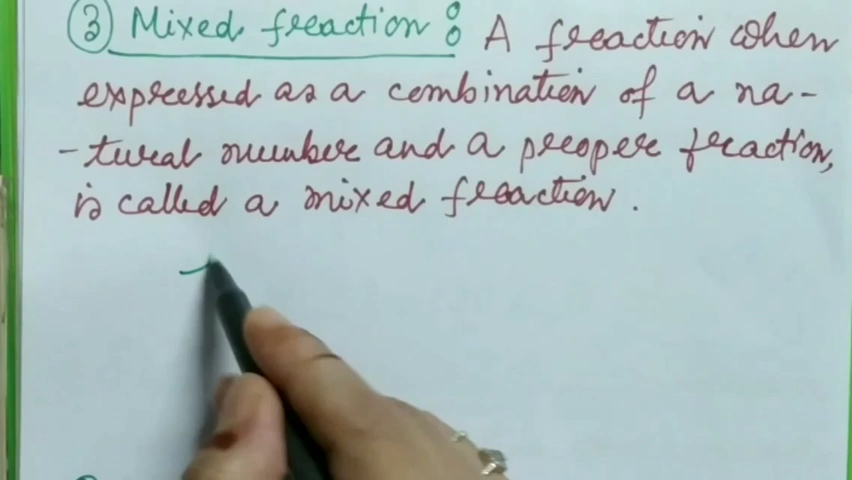 ③ Mixed fraction : A fraction when
expressed as a combination of a na-
-tural number and a proper fraction,
is called a mixed fraction.